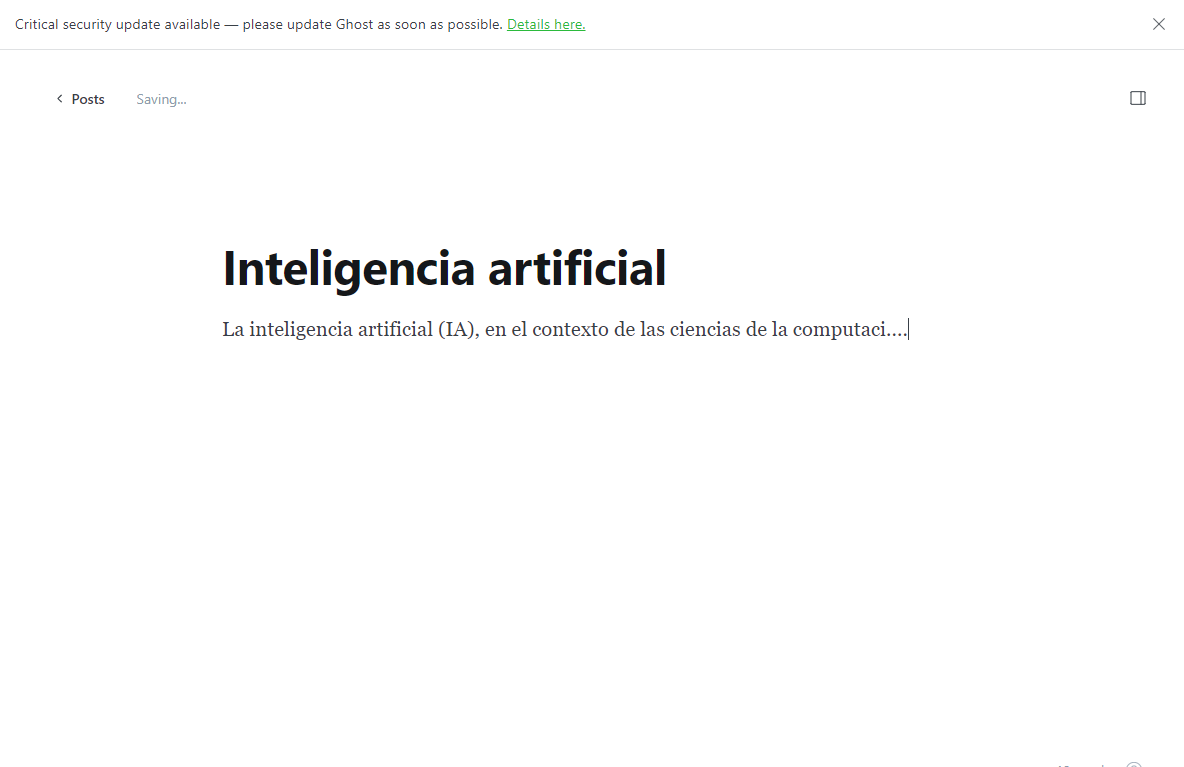 Critical security update available — please update Ghost as soon as possible. Details here.
Posts
Saving...
Inteligencia artificial
La inteligencia artificial (IA), en el contexto de las ciencias de la computaci....